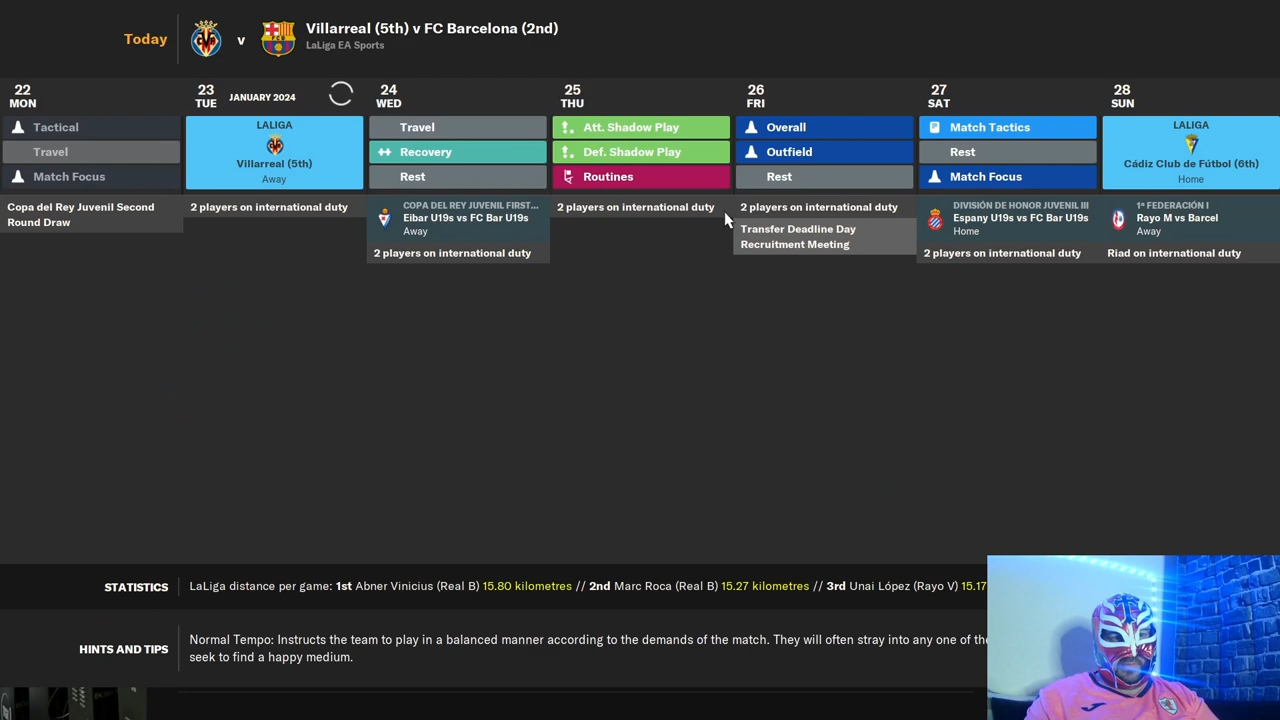 Today
v
Villarreal (5th) v FC Barcelona (2nd)
LaLiga EA Sports
22
MON
23
TUE
JANUARY 2024
24
WED
25
THU
26
FRI
27
SAT
28
SUN
Tactical
Travel
Match Focus
LALIGA
Villarreal (5th)
Away
Travel
Recovery
Rest
Att. Shadow Play
Def. Shadow Play
Routines
Overall
Outfield
Rest
Match Tactics
Rest
Match Focus
LALIGA
Cádiz Club de Fútbol (6th)
Home
Copa del Rey Juvenil Second
Round Draw
2 players on international duty
COPA DEL REY JUVENIL FIRST...
Eibar U19s vs FC Bar U19s
Away
2 players on international duty
2 players on international duty
2 players on international duty
Transfer Deadline Day
Recruitment Meeting
DIVISIÓN DE HONOR JUVENIL III
Espany U19s vs FC Bar U19s
Home
2 players on international duty
1ª FEDERACIÓN I
Rayo M vs Barcel
Away
Riad on international duty
STATISTICS
LaLiga distance per game: 1st Abner Vinicius (Real B) 15.80 kilometres // 2nd Marc Roca (Real B) 15.27 kilometres // 3rd Unai López (Rayo V) 15.17
HINTS AND TIPS
Normal Tempo: Instructs the team to play in a balanced manner according to the demands of the match. They will often stray into any one of the
seek to find a happy medium.